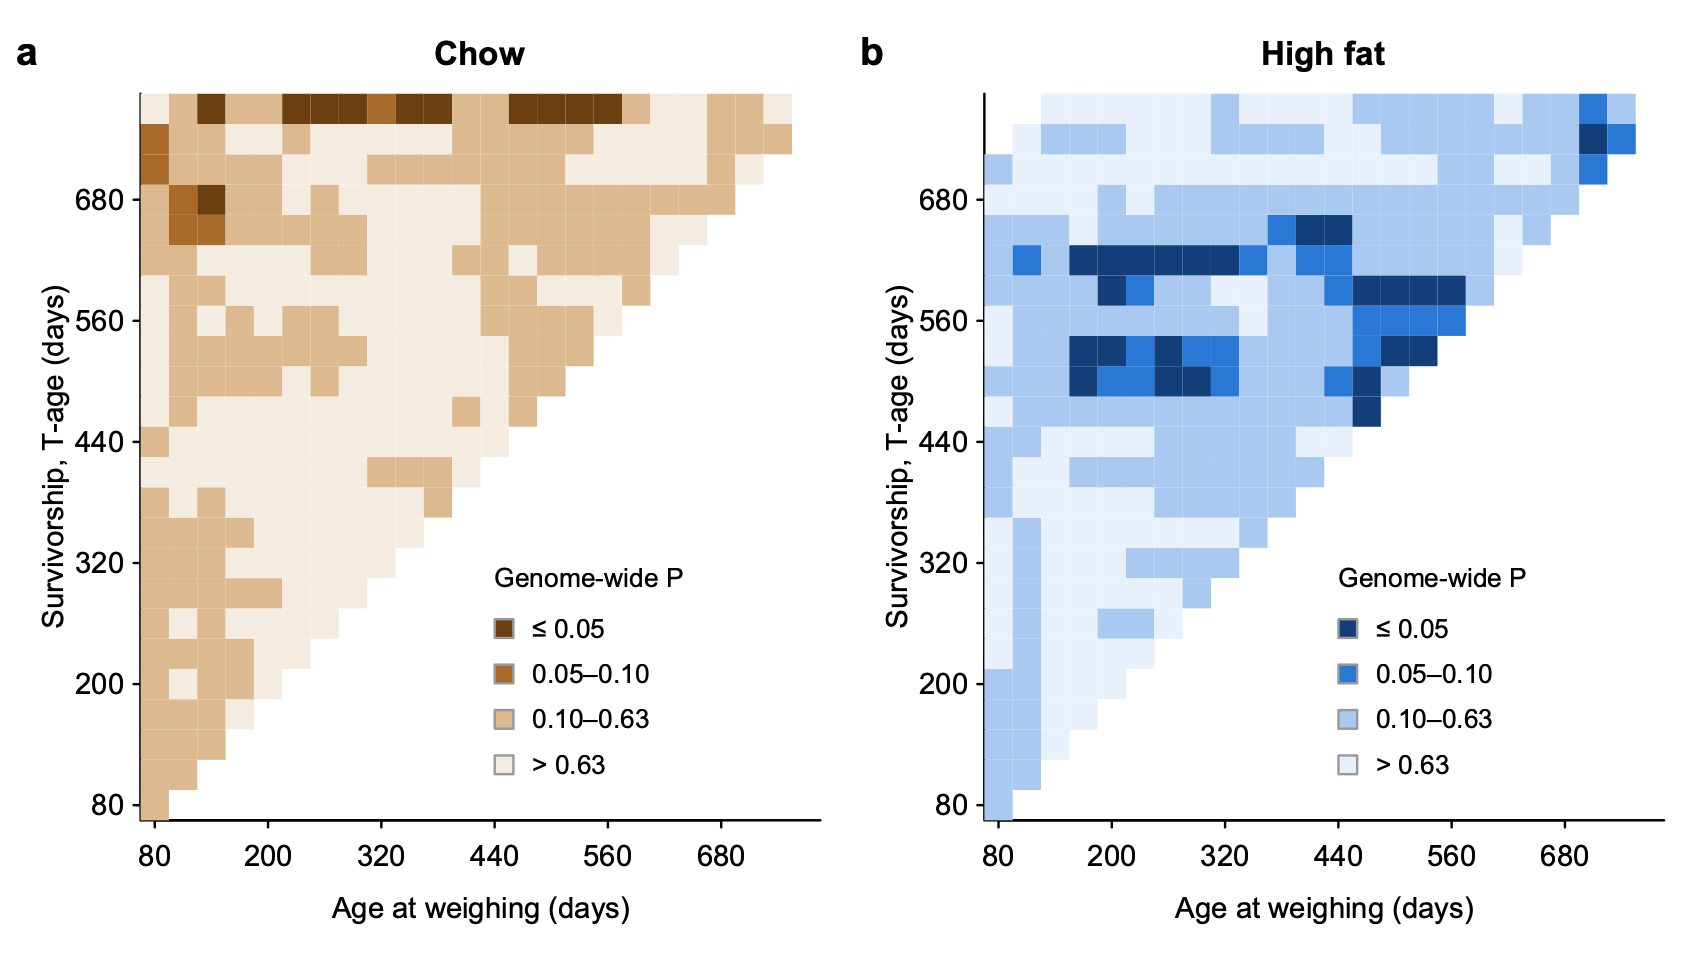 a
Chow
Survivorship, T-age (days)
680
560
440
320
200
80
80 200 320 440 560 680
Age at weighing (days)
Genome-wide P
≤ 0.05
0.05–0.10
0.10–0.63
> 0.63
b
High fat
Survivorship, T-age (days)
680
560
440
320
200
80
80 200 320 440 560 680
Age at weighing (days)
Genome-wide P
≤ 0.05
0.05–0.10
0.10–0.63
> 0.63